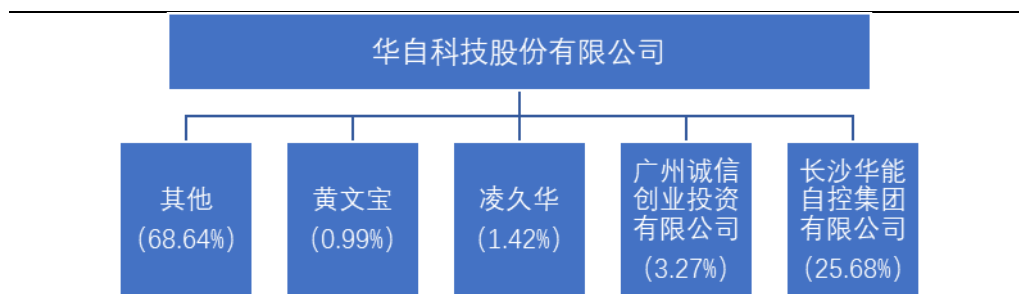 华自科技股份有限公司
其他
(68.64%)
黄文宝
(0.99%)
凌久华
(1.42%)
广州诚信
创业投资
有限公司
(3.27%)
长沙华能
自控集团
有限公司
(25.68%)